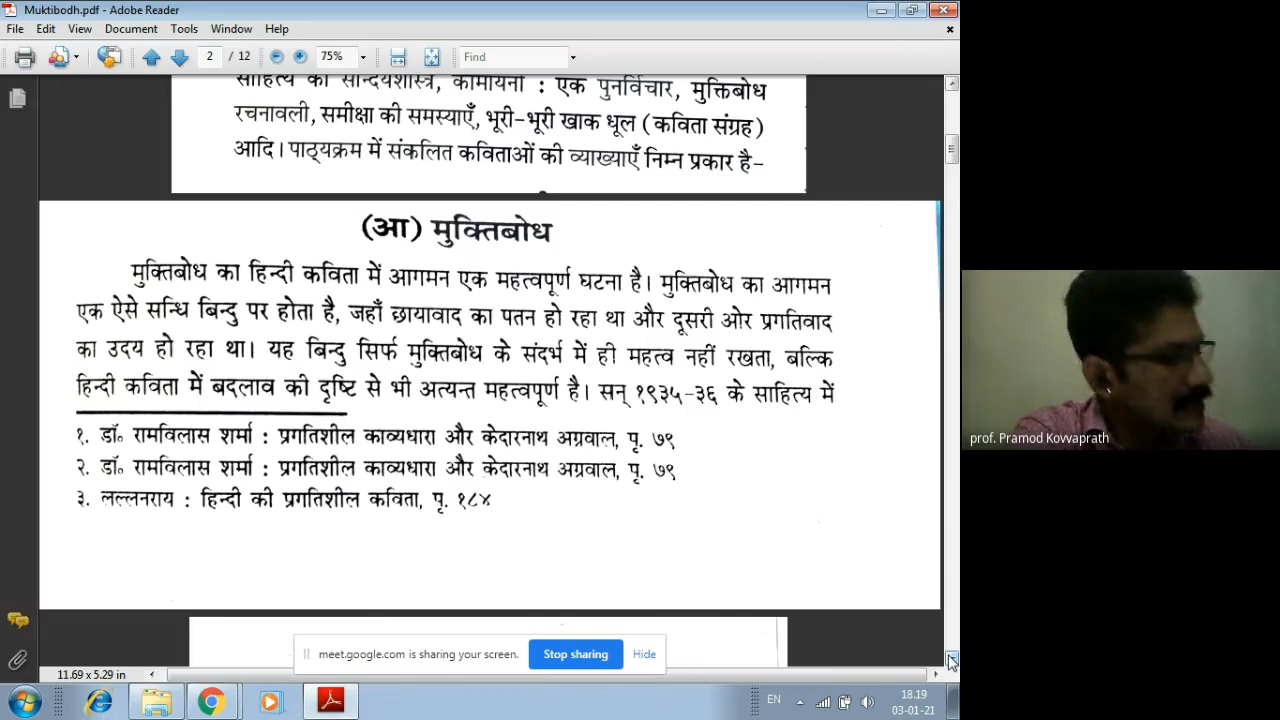 Muktibodh.pdf - Adobe Reader
File Edit View Document Tools Window Help
2 / 12 75% Find
साहित्य का सौन्दर्यशास्त्र, कामायनी : एक पुनर्विचार, मुक्तिबोध
रचनावली, समीक्षा की समस्याएँ, भूरी-भूरी खाक धूल (कविता संग्रह)
आदि। पाठ्यक्रम में संकलित कविताओं की व्याख्याएँ निम्न प्रकार है-
(आ) मुक्तिबोध
मुक्तिबोध का हिन्दी कविता में आगमन एक महत्वपूर्ण घटना है। मुक्तिबोध का आगमन
एक ऐसे सन्धि बिन्दु पर होता है, जहाँ छायावाद का पतन हो रहा था और दूसरी ओर प्रगतिवाद
का उदय हो रहा था। यह बिन्दु सिर्फ मुक्तिबोध के संदर्भ में ही महत्व नहीं रखता, बल्कि
हिन्दी कविता में बदलाव की दृष्टि से भी अत्यन्त महत्वपूर्ण है। सन् १९३५-३६ के साहित्य में
१. डॉ॰ रामविलास शर्मा : प्रगतिशील काव्यधारा और केदारनाथ अग्रवाल, पृ. ७९
२. डॉ॰ रामविलास शर्मा : प्रगतिशील काव्यधारा और केदारनाथ अग्रवाल, पृ. ७९
३. लल्लनराय : हिन्दी की प्रगतिशील कविता, पृ. १८४
prof. Pramod Kovvaprath
meet.google.com is sharing your screen. Stop sharing Hide
11.69 x 5.29 in
EN 18.19
03-01-21